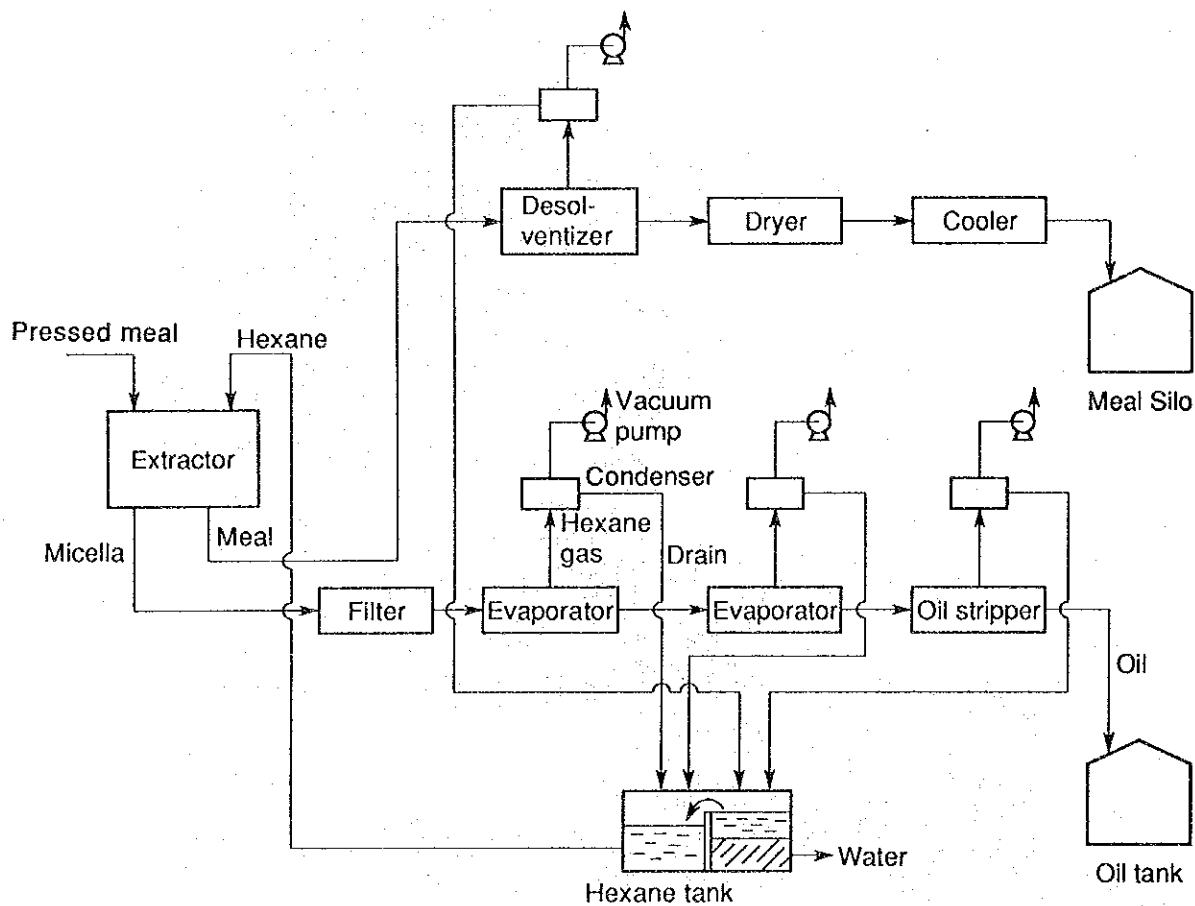 Desol-
ventizer
Dryer
Cooler
Pressed meal
Hexane
Meal Silo
Vacuum
pump
Extractor
Condenser
Micella
Meal
Hexane
gas
Drain
Filter
Evaporator
Evaporator
Oil stripper
Oil
Water
Hexane tank
Oil tank